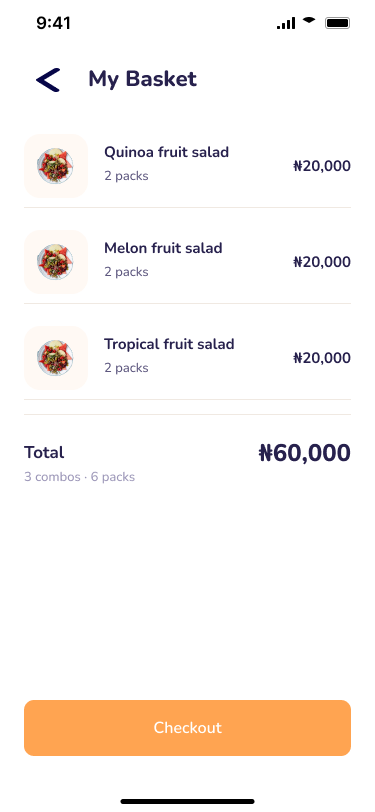 9:41
My Basket
Quinoa fruit salad
2 packs
₦20,000
Melon fruit salad
2 packs
₦20,000
Tropical fruit salad
2 packs
₦20,000
Total
₦60,000
3 combos · 6 packs
Checkout